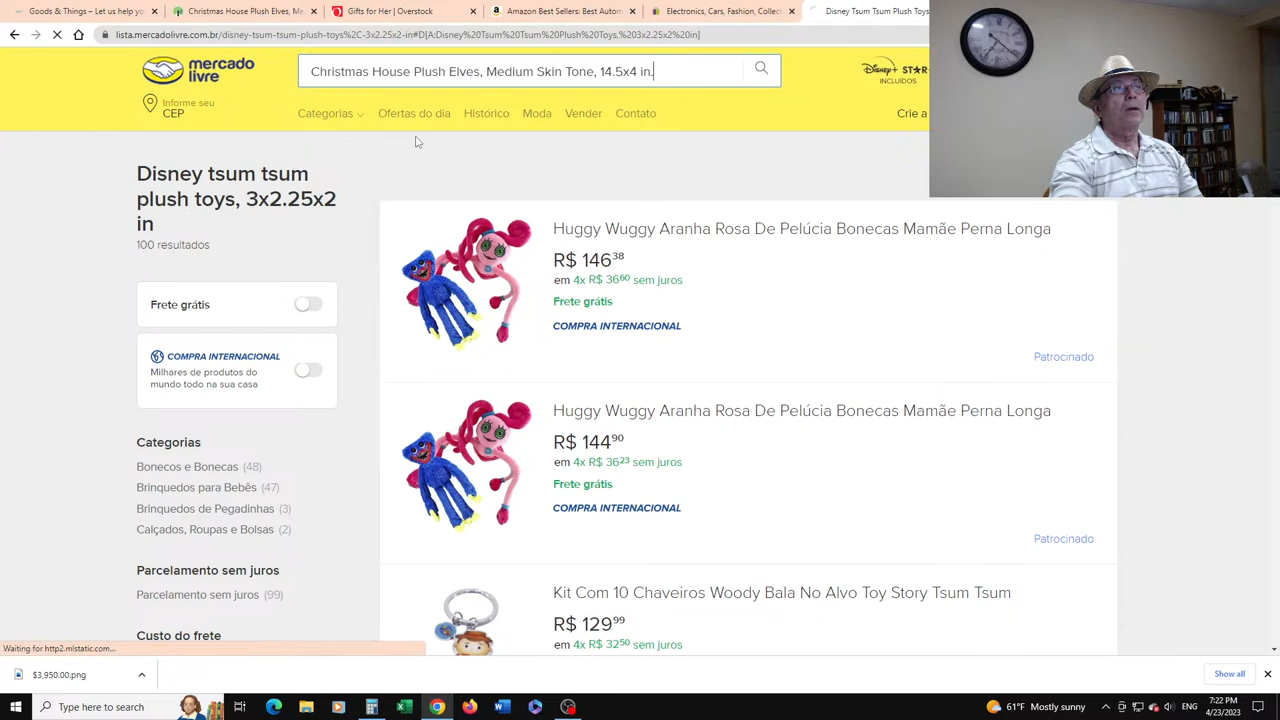 Goods & Things – Let us help yo
Christmas House Plush Elves, Me
Gifts for Her | Overstock
Amazon Best Sellers: Best Autom
Electronics, Cars, Fashion, Collect
Disney Tsum Tsum Plush Toys
lista.mercadolivre.com.br/disney-tsum-tsum-plush-toys%2C-3x2.25x2-in#D[A:Disney%20Tsum%20Tsum%20Plush%20Toys,%203x2.25x2%20in]
mercado
livre
Christmas House Plush Elves, Medium Skin Tone, 14.5x4 in.
Disney+ STAR
INCLUÍDOS
Informe seu
CEP
Categorias
Ofertas do dia
Histórico
Moda
Vender
Contato
Crie a
Disney tsum tsum
plush toys, 3x2.25x2
in
100 resultados
Frete grátis
COMPRA INTERNACIONAL
Milhares de produtos do
mundo todo na sua casa
Categorias
Bonecos e Bonecas (48)
Brinquedos para Bebês (47)
Brinquedos de Pegadinhas (3)
Calçados, Roupas e Bolsas (2)
Parcelamento sem juros
Parcelamento sem juros (99)
Custo do frete
Huggy Wuggy Aranha Rosa De Pelúcia Bonecas Mamãe Perna Longa
R$ 146 38
em 4x R$ 36 60 sem juros
Frete grátis
COMPRA INTERNACIONAL
Patrocinado
Huggy Wuggy Aranha Rosa De Pelúcia Bonecas Mamãe Perna Longa
R$ 144 90
em 4x R$ 36 23 sem juros
Frete grátis
COMPRA INTERNACIONAL
Patrocinado
Kit Com 10 Chaveiros Woody Bala No Alvo Toy Story Tsum Tsum
R$ 129 99
em 4x R$ 32 50 sem juros
Waiting for http2.mlstatic.com...
$3,950.00.png
Show all
Type here to search
61°F Mostly sunny
ENG
7:22 PM
4/23/2023